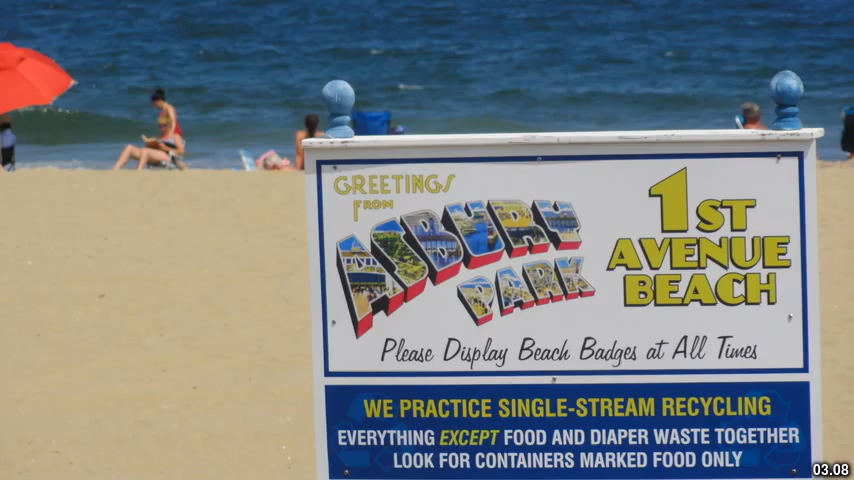 GREETINGS
FROM
ASBURY
PARK
1ST
AVENUE
BEACH
Please Display Beach Badges at All Times
WE PRACTICE SINGLE-STREAM RECYCLING
EVERYTHING EXCEPT FOOD AND DIAPER WASTE TOGETHER
LOOK FOR CONTAINERS MARKED FOOD ONLY
03.08